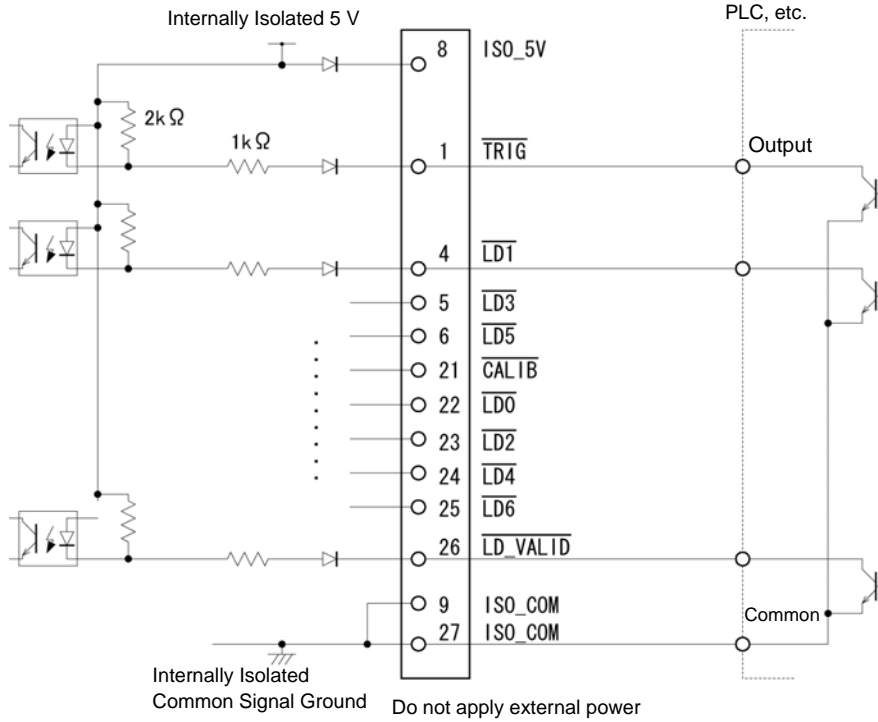 Internally Isolated 5 V
PLC, etc.
8 ISO_5V
2kΩ
1kΩ
1 TRIG
Output
4 LD1
5 LD3
6 LD5
21 CALIB
22 LD0
23 LD2
24 LD4
25 LD6
26 LD_VALID
9 ISO_COM
Common
27 ISO_COM
Internally Isolated
Common Signal Ground
Do not apply external power